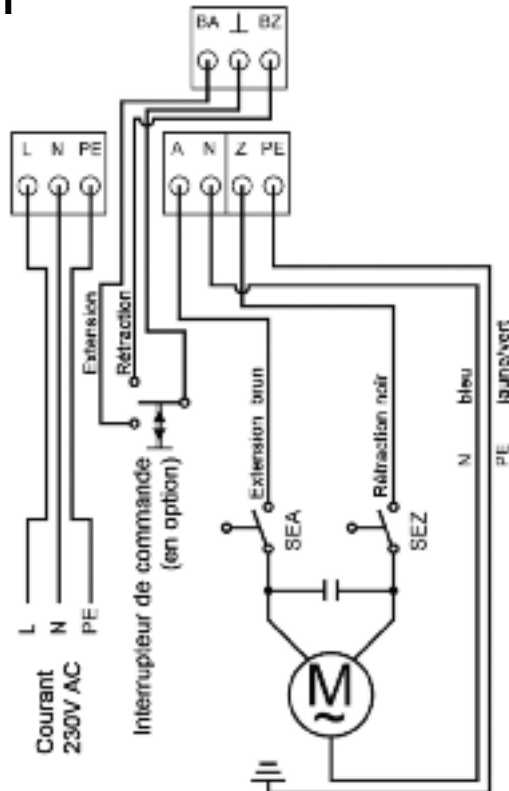 BA ⊥ BZ
L N PE
A N Z PE
Extension
Rétraction
Extension brun
Rétraction noir
N bleu
PE jaune/vert
Interrupteur de commande
(en option)
SEA
SEZ
L
N
PE
Courant
230V AC
M
~